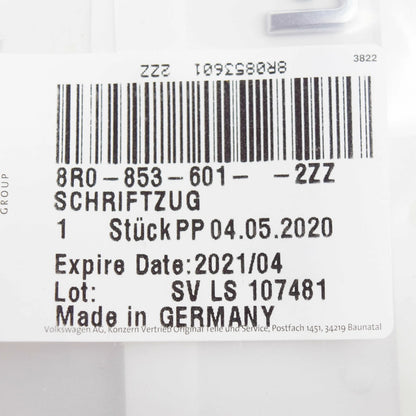 3B22
8R0853601 2ZZ
8R0-853-601- -2ZZ
SCHRIFTZUG
1 Stück PP 04.05.2020
Expire Date:2021/04
Lot: SV LS 107481
Made in GERMANY
Volkswagen AG, Konzern Vertrieb Original Teile und Service, Postfach 1451, 34219 Baunatal
GROUP